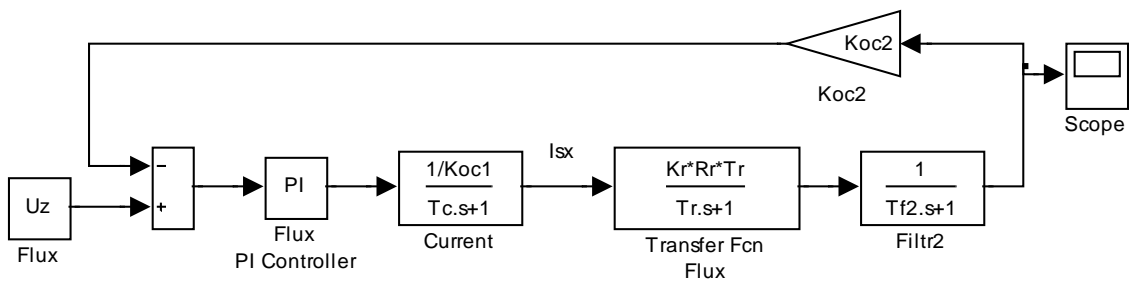 Koc2
Koc2
Scope
Uz
Flux
−
+
PI
Flux
PI Controller
1/Koc1
Tc.s+1
Current
Isx
Kr*Rr*Tr
Tr.s+1
Transfer Fcn
Flux
1
Tf2.s+1
Filtr2